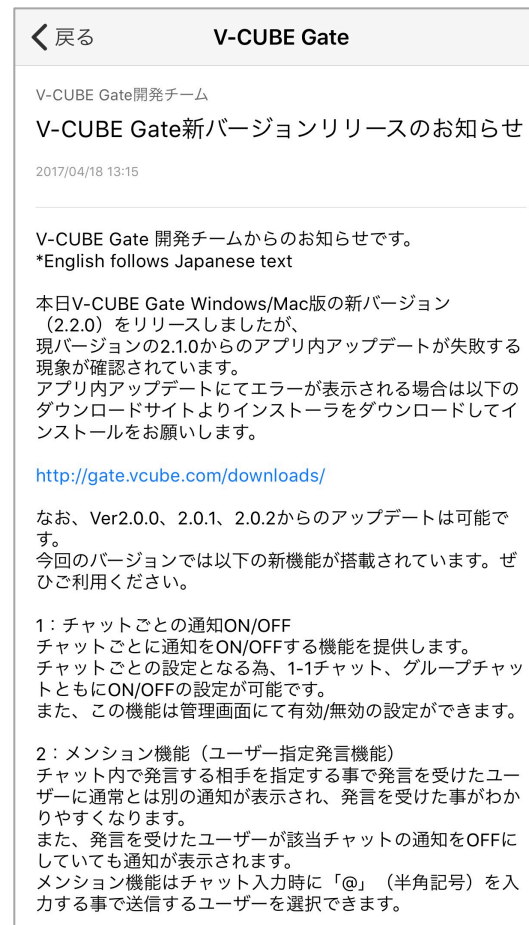 戻る
V-CUBE Gate
V-CUBE Gate開発チーム
V-CUBE Gate新バージョンリリースのお知らせ
2017/04/18 13:15
V-CUBE Gate 開発チームからのお知らせです。
*English follows Japanese text
本日V-CUBE Gate Windows/Mac版の新バージョン
（2.2.0）をリリースしましたが、
現バージョンの2.1.0からのアプリ内アップデートが失敗する
現象が確認されています。
アプリ内アップデートにてエラーが表示される場合は以下の
ダウンロードサイトよりインストーラをダウンロードしてイ
ンストールをお願いします。
http://gate.vcube.com/downloads/
なお、Ver2.0.0、2.0.1、2.0.2からのアップデートは可能で
す。
今回のバージョンでは以下の新機能が搭載されています。ぜ
ひご利用ください。
1：チャットごとの通知ON/OFF
チャットごとに通知をON/OFFする機能を提供します。
チャットごとの設定となる為、1-1チャット、グループチャッ
トともにON/OFFの設定が可能です。
また、この機能は管理画面にて有効/無効の設定ができます。
2：メンション機能（ユーザー指定発言機能）
チャット内で発言する相手を指定する事で発言を受けたユー
ザーに通常とは別の通知が表示され、発言を受けた事がわか
りやすくなります。
また、発言を受けたユーザーが該当チャットの通知をOFFに
していても通知が表示されます。
メンション機能はチャット入力時に「@」（半角記号）を入
力する事で送信するユーザーを選択できます。